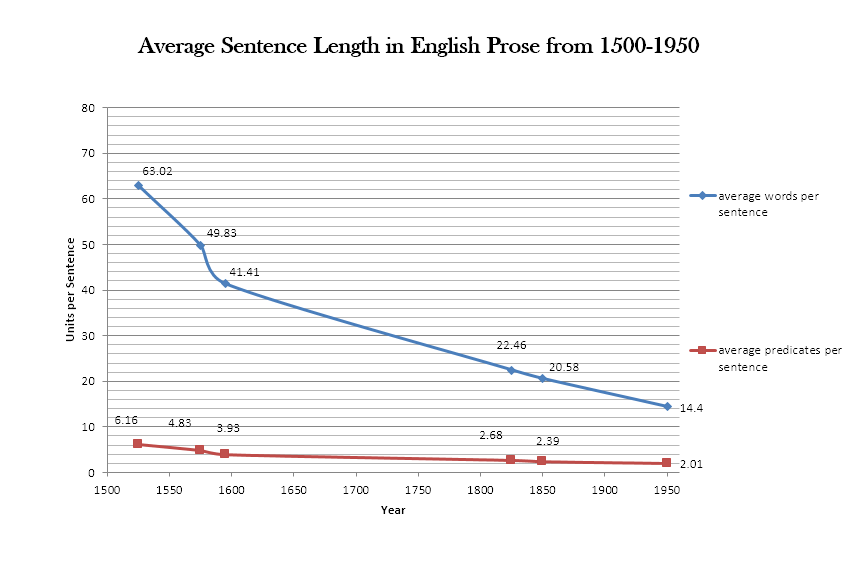 Average Sentence Length in English Prose from 1500-1950
80
70
60
50
40
30
20
10
0
Units per Sentence
63.02
49.83
41.41
22.46
20.58
14.4
6.16
4.83
3.93
2.68
2.39
2.01
1500 1550 1600 1650 1700 1750 1800 1850 1900 1950
Year
average words per
sentence
average predicates per
sentence